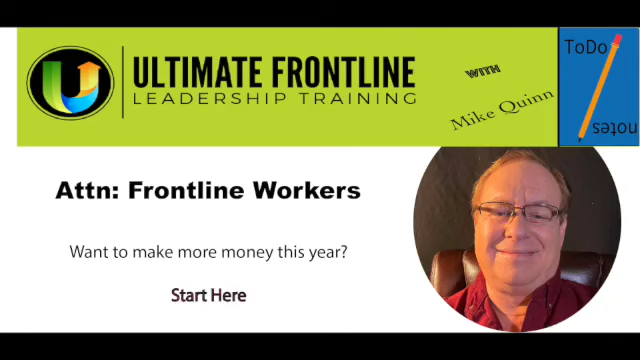 ULTIMATE FRONTLINE
LEADERSHIP TRAINING
WITH
Mike Quinn
ToDo
notes
Attn: Frontline Workers
Want to make more money this year?
Start Here